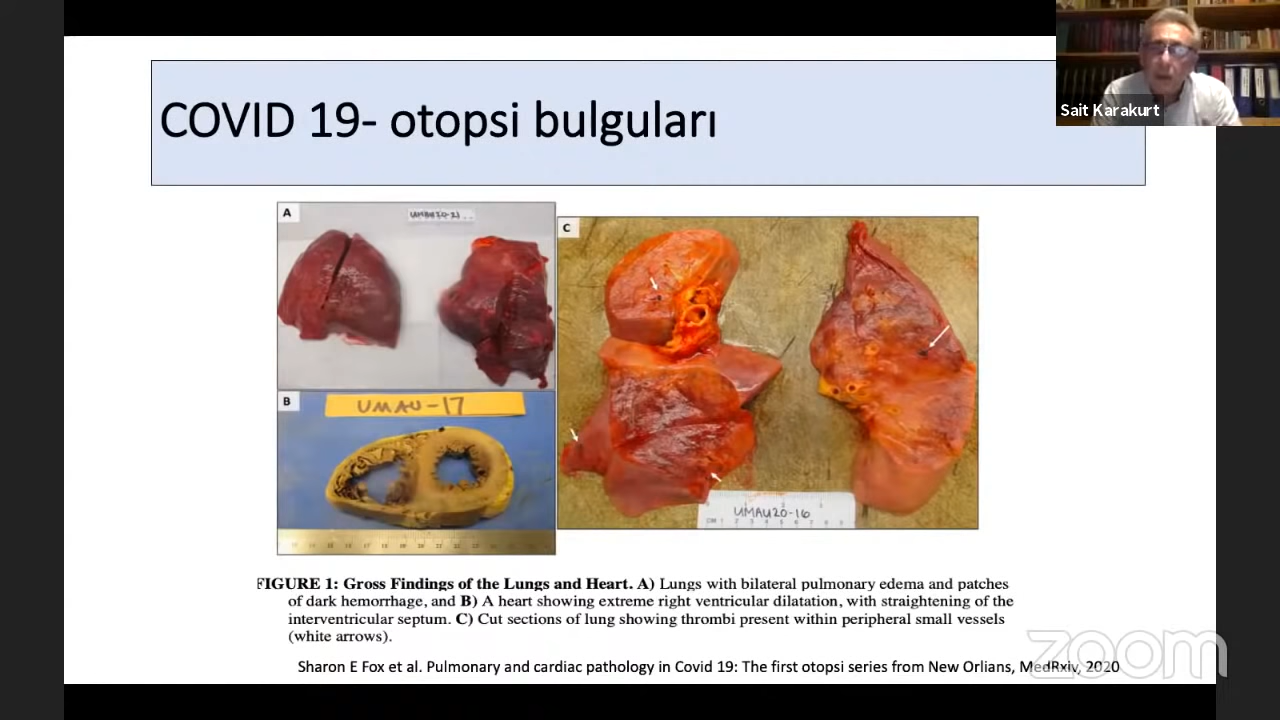 COVID 19- otopsi bulguları
Sait Karakurt
A
UMAU20-21
C
B
UMAU-17
UMAU20-16
FIGURE 1: Gross Findings of the Lungs and Heart. A) Lungs with bilateral pulmonary edema and patches
of dark hemorrhage, and B) A heart showing extreme right ventricular dilatation, with straightening of the
interventricular septum. C) Cut sections of lung showing thrombi present within peripheral small vessels
(white arrows).
Sharon E Fox et al. Pulmonary and cardiac pathology in Covid 19: The first otopsi series from New Orlians, MedRxiv, 2020
zoom